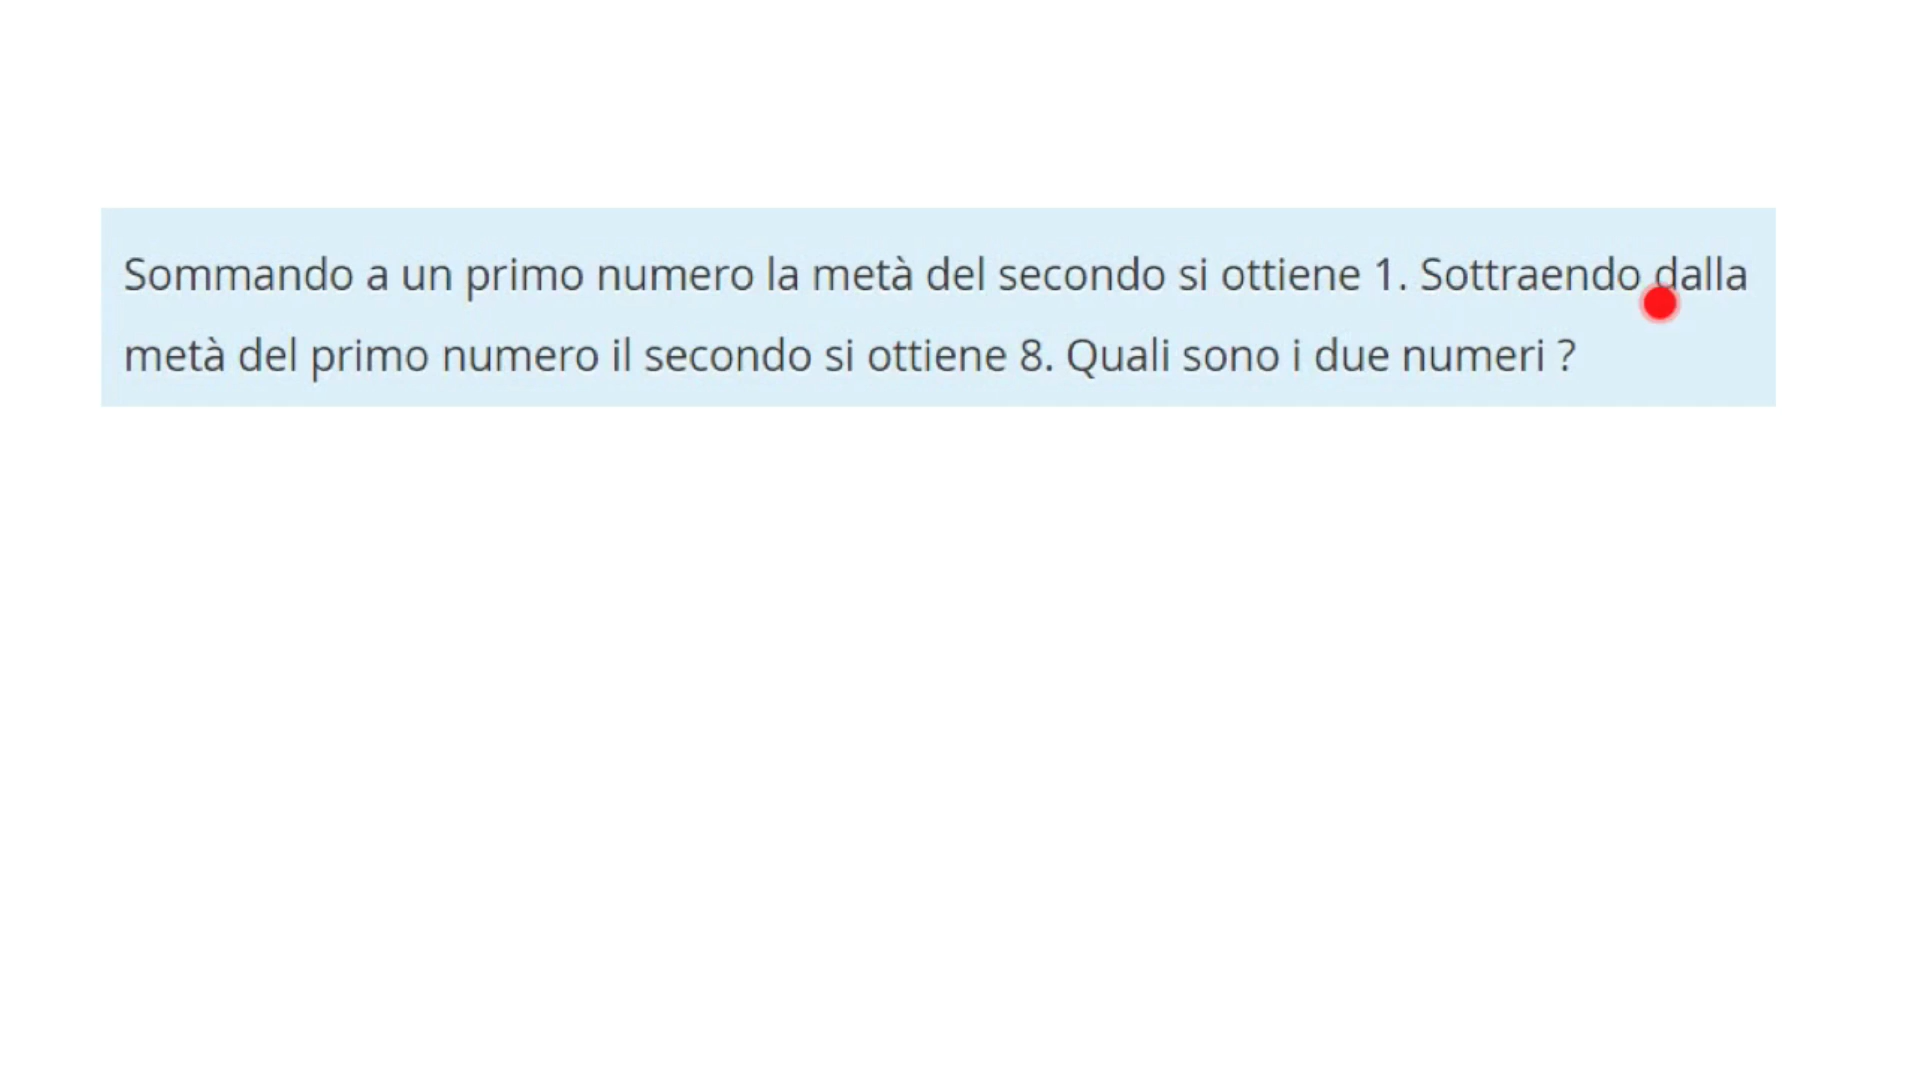 Sommando a un primo numero la metà del secondo si ottiene 1. Sottraendo dalla
metà del primo numero il secondo si ottiene 8. Quali sono i due numeri ?